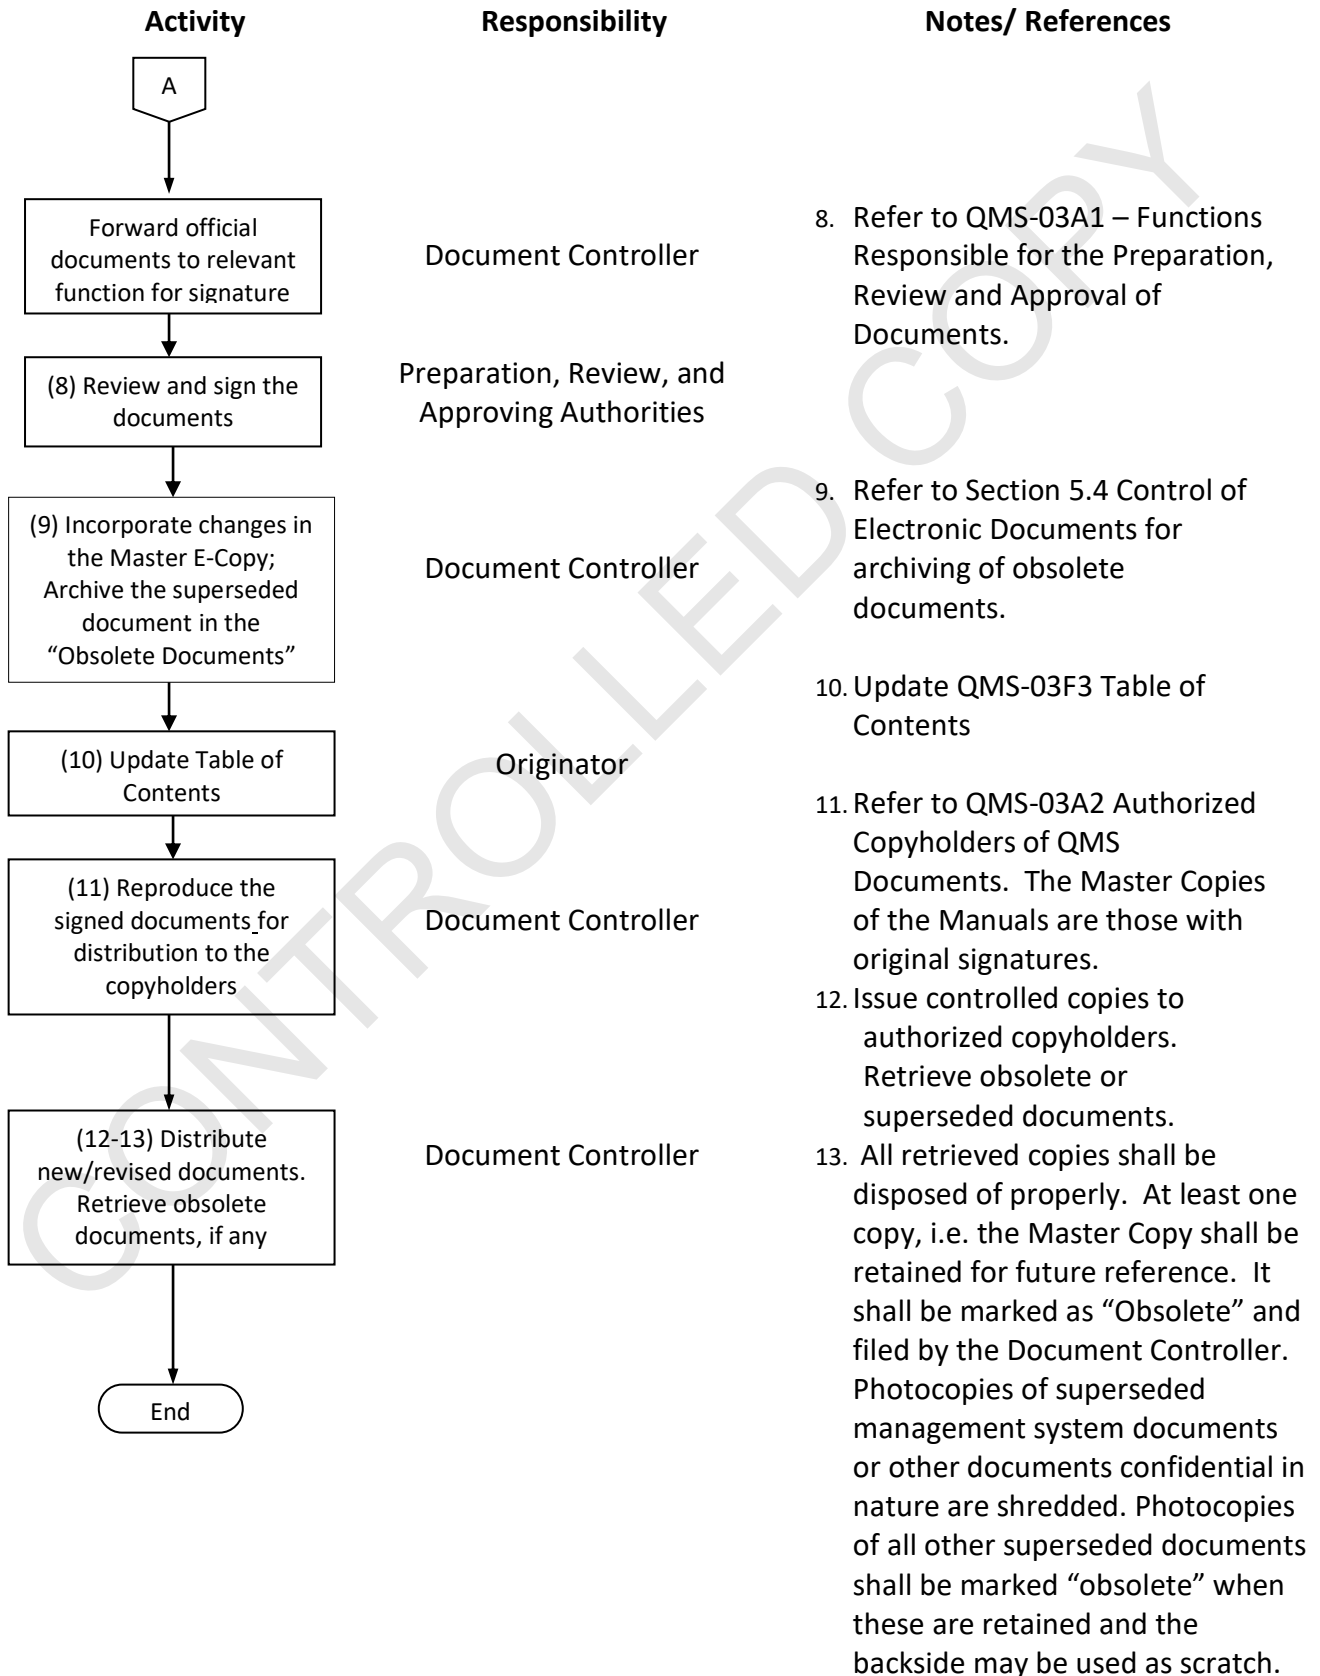 Activity
Responsibility
Notes/ References
A
Forward official
documents to relevant
function for signature
Document Controller
8. Refer to QMS-03A1 – Functions
Responsible for the Preparation,
Review and Approval of
Documents.
(8) Review and sign the
documents
Preparation, Review, and
Approving Authorities
(9) Incorporate changes in
the Master E-Copy;
Archive the superseded
document in the
“Obsolete Documents”
Document Controller
9. Refer to Section 5.4 Control of
Electronic Documents for
archiving of obsolete
documents.
(10) Update Table of
Contents
Originator
10. Update QMS-03F3 Table of
Contents
(11) Reproduce the
signed documents for
distribution to the
copyholders
Document Controller
11. Refer to QMS-03A2 Authorized
Copyholders of QMS
Documents.  The Master Copies
of the Manuals are those with
original signatures.
12. Issue controlled copies to
authorized copyholders.
Retrieve obsolete or
superseded documents.
(12-13) Distribute
new/revised documents.
Retrieve obsolete
documents, if any
Document Controller
13. All retrieved copies shall be
disposed of properly.  At least one
copy, i.e. the Master Copy shall be
retained for future reference.  It
shall be marked as “Obsolete” and
filed by the Document Controller.
Photocopies of superseded
management system documents
or other documents confidential in
nature are shredded. Photocopies
of all other superseded documents
shall be marked “obsolete” when
these are retained and the
backside may be used as scratch.
End
CONTROLLED COPY